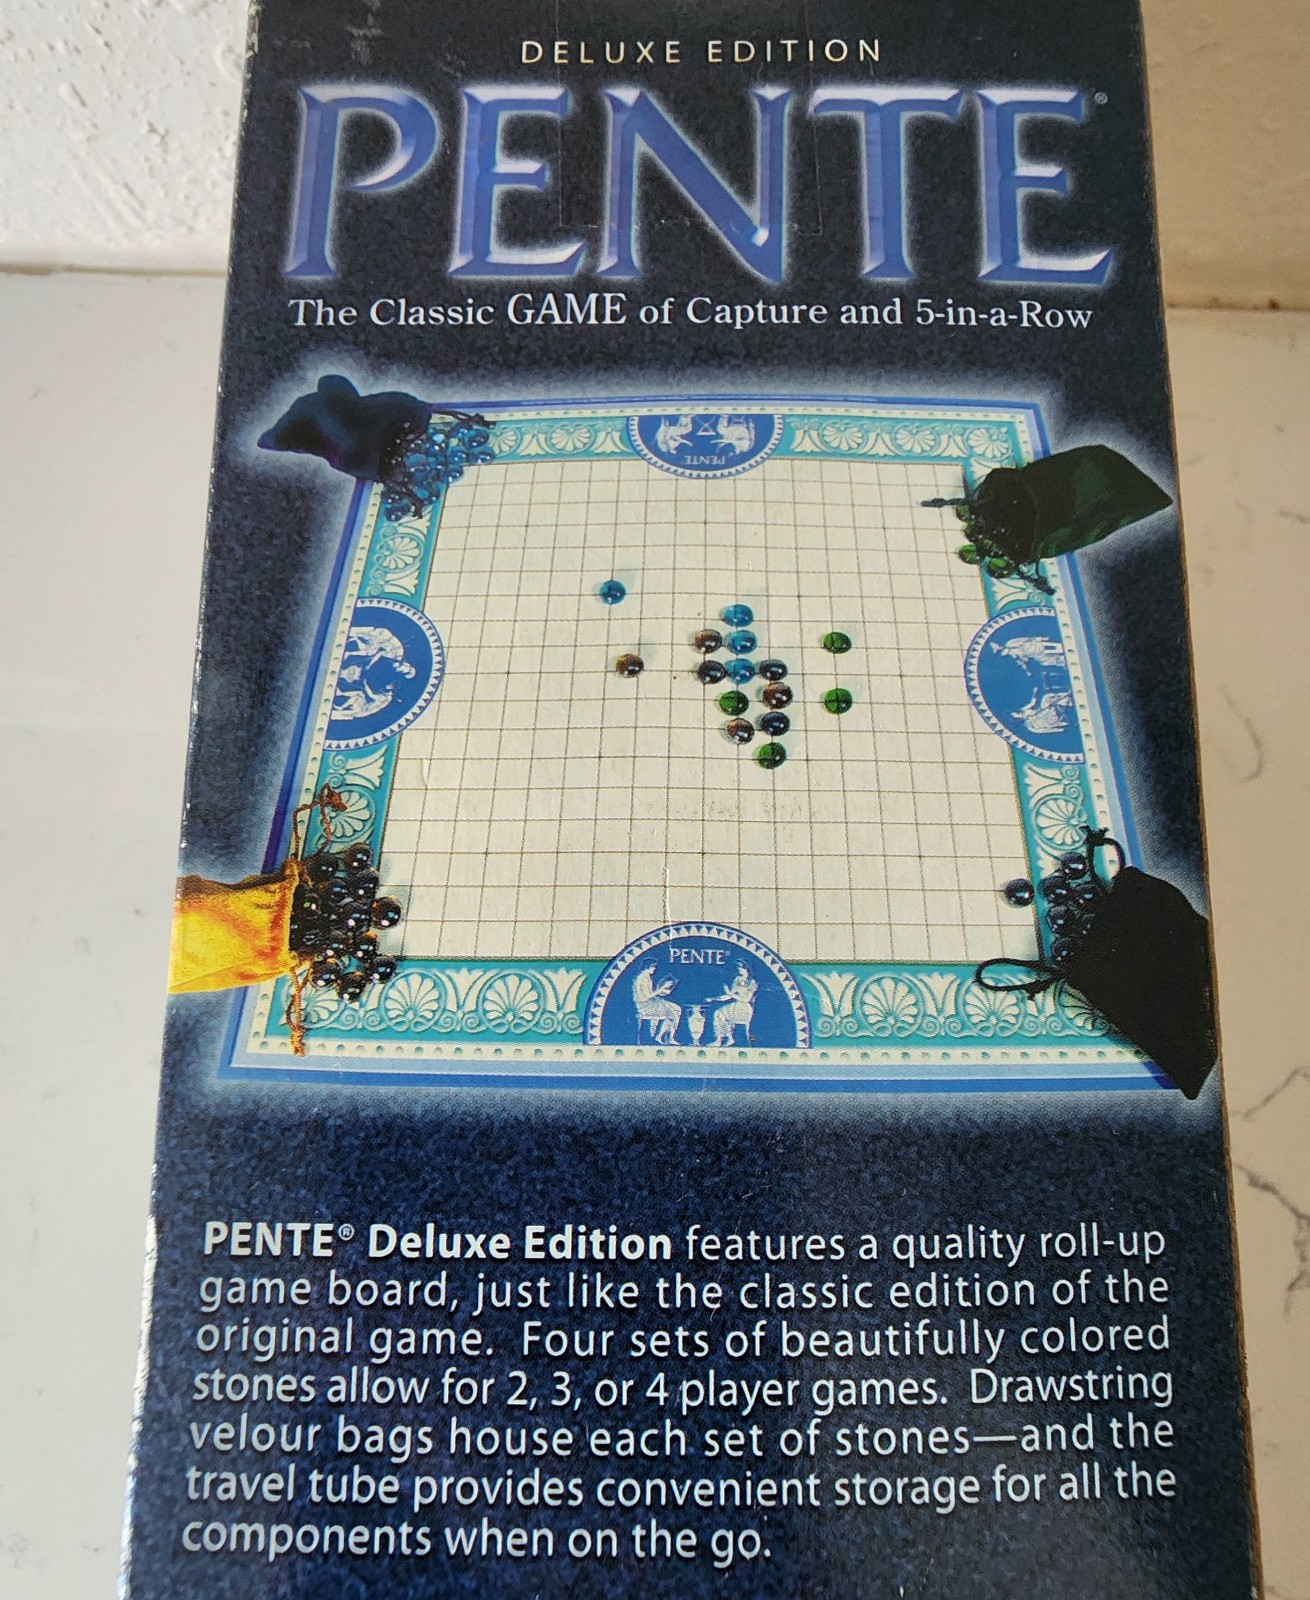 DELUXE EDITION
PENTE®
The Classic GAME of Capture and 5-in-a-Row
PENTE
PENTE®
PENTE® Deluxe Edition features a quality roll-up
game board, just like the classic edition of the
original game. Four sets of beautifully colored
stones allow for 2, 3, or 4 player games. Drawstring
velour bags house each set of stones—and the
travel tube provides convenient storage for all the
components when on the go.